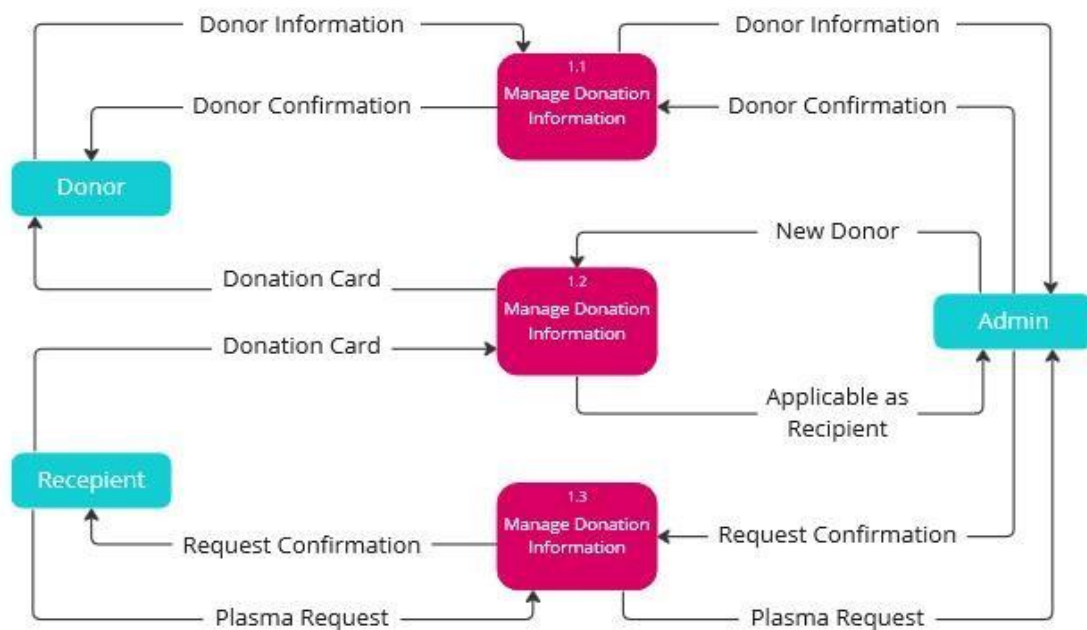 Donor Information
Donor Information
1.1
Manage Donation
Information
Donor Confirmation
Donor Confirmation
Donor
New Donor
Donation Card
1.2
Manage Donation
Information
Admin
Donation Card
Applicable as
Recipient
Recepient
1.3
Manage Donation
Information
Request Confirmation
Request Confirmation
Plasma Request
Plasma Request